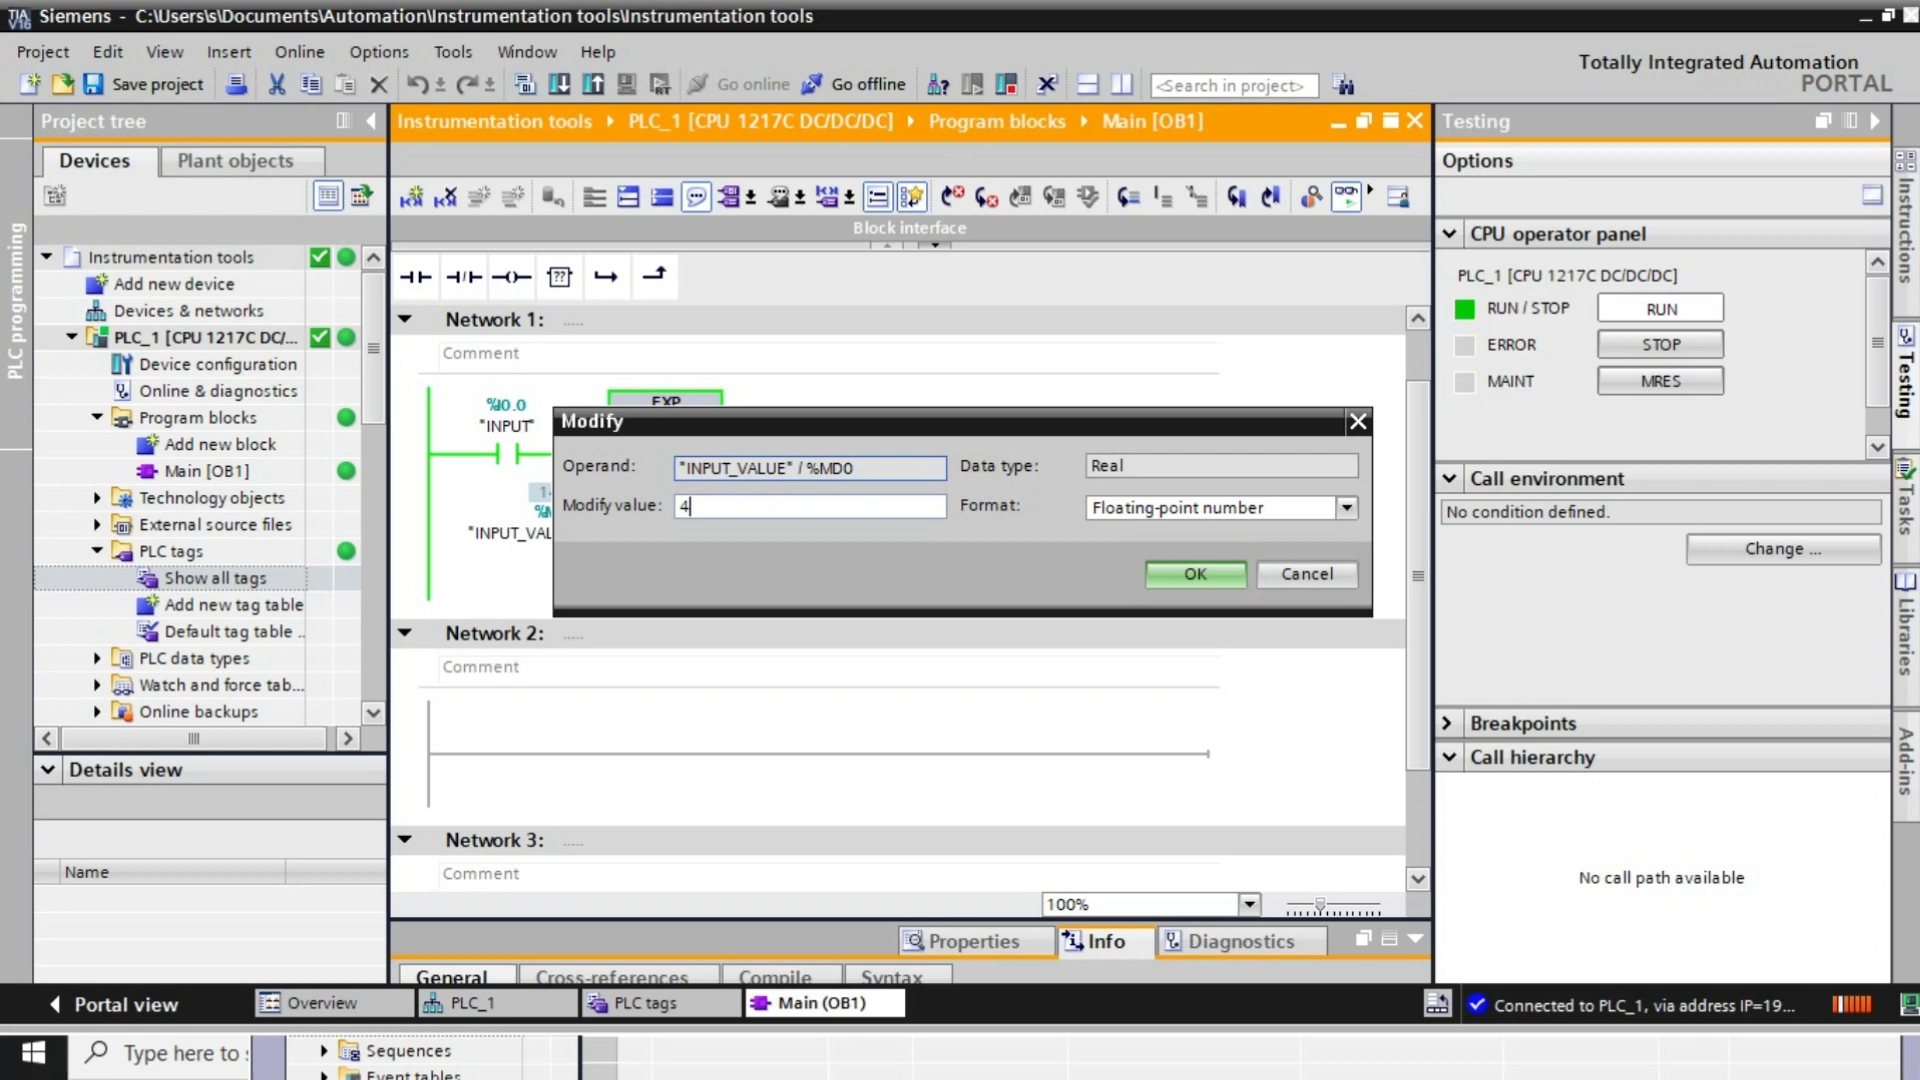 Siemens - C:\Users\s\Documents\Automation\Instrumentation tools\Instrumentation tools
Project Edit View Insert Online Options Tools Window Help
Totally Integrated Automation
PORTAL
Save project
Go online
Go offline
<Search in project>
Project tree
Instrumentation tools
PLC_1 [CPU 1217C DC/DC/DC]
Program blocks
Main [OB1]
Testing
Devices
Plant objects
Options
Block interface
CPU operator panel
PLC_1 [CPU 1217C DC/DC/DC]
RUN / STOP
RUN
ERROR
STOP
MAINT
MRES
PLC programming
Instrumentation tools
Add new device
Devices & networks
PLC_1 [CPU 1217C DC/...
Device configuration
Online & diagnostics
Program blocks
Add new block
Main [OB1]
Technology objects
External source files
PLC tags
Show all tags
Add new tag table
Default tag table ..
PLC data types
Watch and force tab...
Online backups
Details view
Name
Network 1: .....
Comment
%I0.0
"INPUT"
EXP
"INPUT_VAL
Modify
Operand:
"INPUT_VALUE" / %MD0
Data type:
Real
Modify value:
4
Format:
Floating-point number
OK
Cancel
Network 2: .....
Comment
Network 3: .....
Comment
100%
Properties
Info
Diagnostics
General
Cross-references
Compile
Syntax
Call environment
No condition defined.
Change ...
Breakpoints
Call hierarchy
No call path available
Instructions
Testing
Tasks
Libraries
Add-ins
Portal view
Overview
PLC_1
PLC tags
Main (OB1)
Connected to PLC_1, via address IP=19...
Type here to
Sequences
Event tables